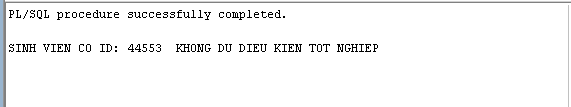 PL/SQL procedure successfully completed.
SINH VIEN CO ID: 44553  KHONG DU DIEU KIEN TOT NGHIEP